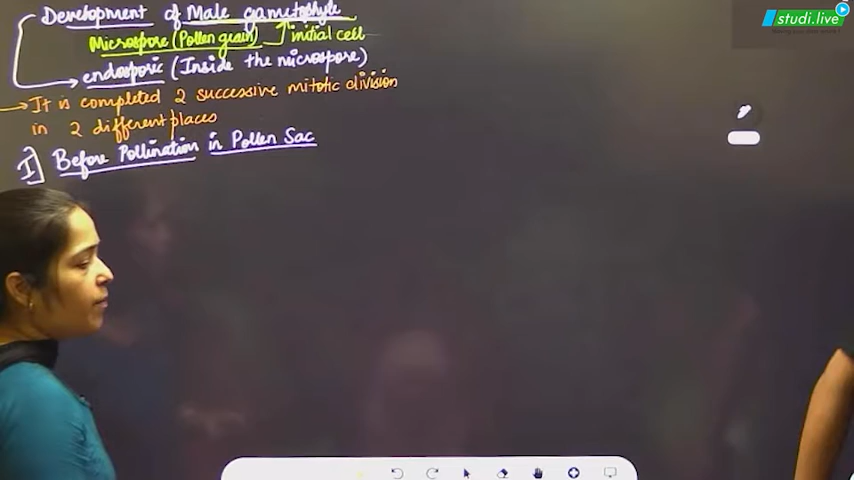 Development of Male gametophyte
Microspore (Pollen grain) initial cell
endosporic (Inside the microspore)
It is completed 2 successive mitotic division
in 2 different places
I] Before Pollination in Pollen Sac
studi.live